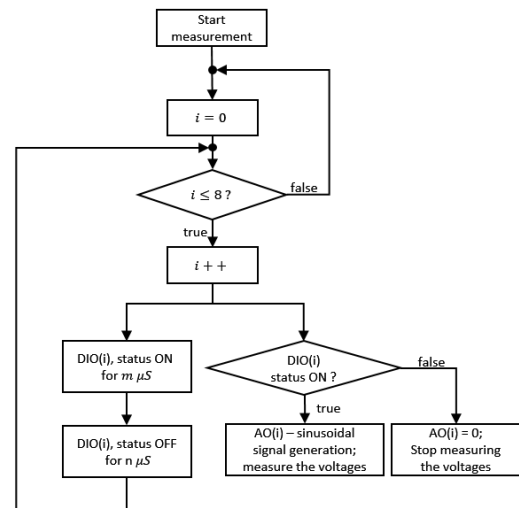 Start
measurement
i = 0
i ≤ 8 ?
false
true
i + +
DIO(i), status ON
for m μS
DIO(i)
status ON ?
false
true
DIO(i), status OFF
for n μS
AO(i) – sinusoidal
signal generation;
measure the voltages
AO(i) = 0;
Stop measuring
the voltages